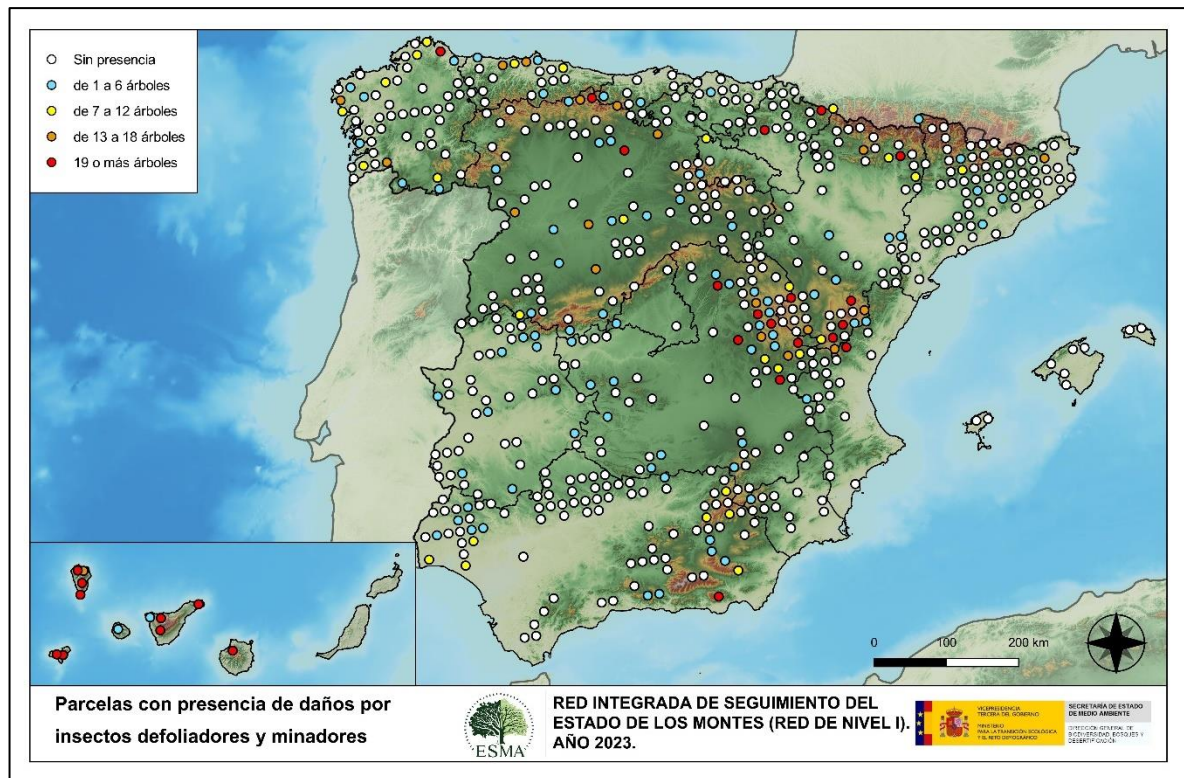 Sin presencia
de 1 a 6 árboles
de 7 a 12 árboles
de 13 a 18 árboles
19 o más árboles
0 100 200 km
Parcelas con presencia de daños por
insectos defoliadores y minadores
ESMA
RED INTEGRADA DE SEGUIMIENTO DEL
ESTADO DE LOS MONTES (RED DE NIVEL I).
AÑO 2023.
VICEPRESIDENCIA
TERCERA DEL GOBIERNO
MINISTERIO
PARA LA TRANSICIÓN ECOLÓGICA
Y EL RETO DEMOGRÁFICO
SECRETARÍA DE ESTADO
DE MEDIO AMBIENTE
DIRECCIÓN GENERAL DE
BIODIVERSIDAD, BOSQUES Y
DESERTIFICACIÓN